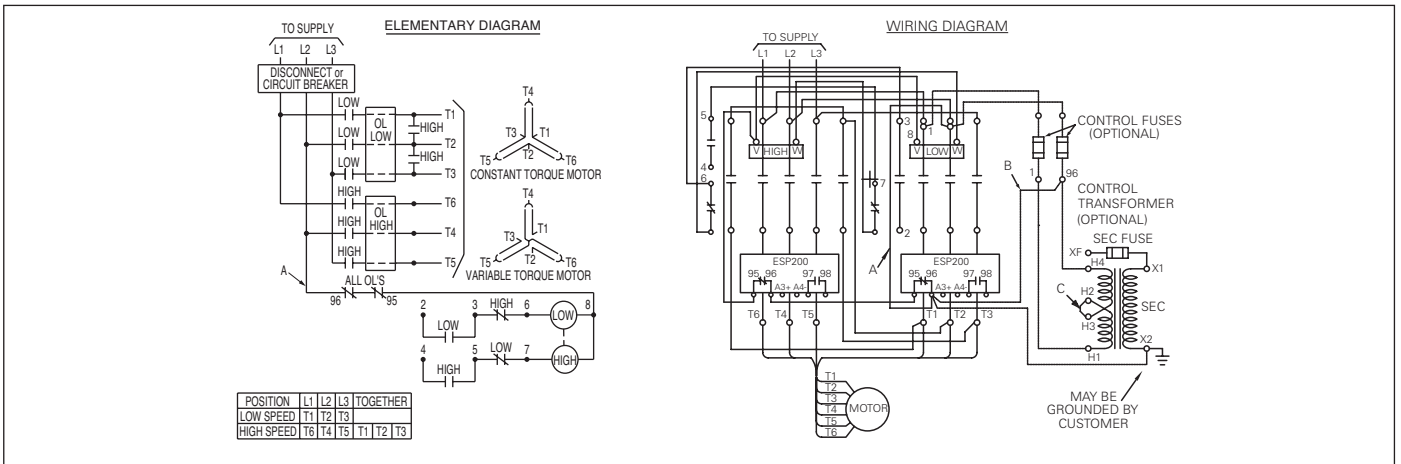 ELEMENTARY DIAGRAM
TO SUPPLY
L1 L2 L3
DISCONNECT or
CIRCUIT BREAKER
LOW
OL
LOW
T1
HIGH
LOW
T2
HIGH
LOW
T3
HIGH
OL
HIGH
T6
HIGH
T4
HIGH
T5
A
ALL OL'S
96 95
T4
T3 T1
T2
T5 T6
CONSTANT TORQUE MOTOR
T4
T3 T1
T2
T5 T6
VARIABLE TORQUE MOTOR
2 3 HIGH 6 LOW 8
LOW
4 5 LOW 7 HIGH
HIGH
POSITION L1 L2 L3 TOGETHER
LOW SPEED T1 T2 T3
HIGH SPEED T6 T4 T5 T1 T2 T3
WIRING DIAGRAM
TO SUPPLY
L1 L2 L3
5 3
8 1
V HIGH W
V LOW W
4
6
7
2
A
B
1 96
CONTROL FUSES
(OPTIONAL)
CONTROL
TRANSFORMER
(OPTIONAL)
SEC FUSE
XF
H4 X1
H2
C
SEC
H3
X2
H1
ESP200
95 96 97 98
A3+ A4-
T6 T4 T5
ESP200
95 96 97 98
A3+ A4-
T1 T2 T3
T1
T2
T3
T4
T5
T6
MOTOR
MAY BE
GROUNDED BY
CUSTOMER